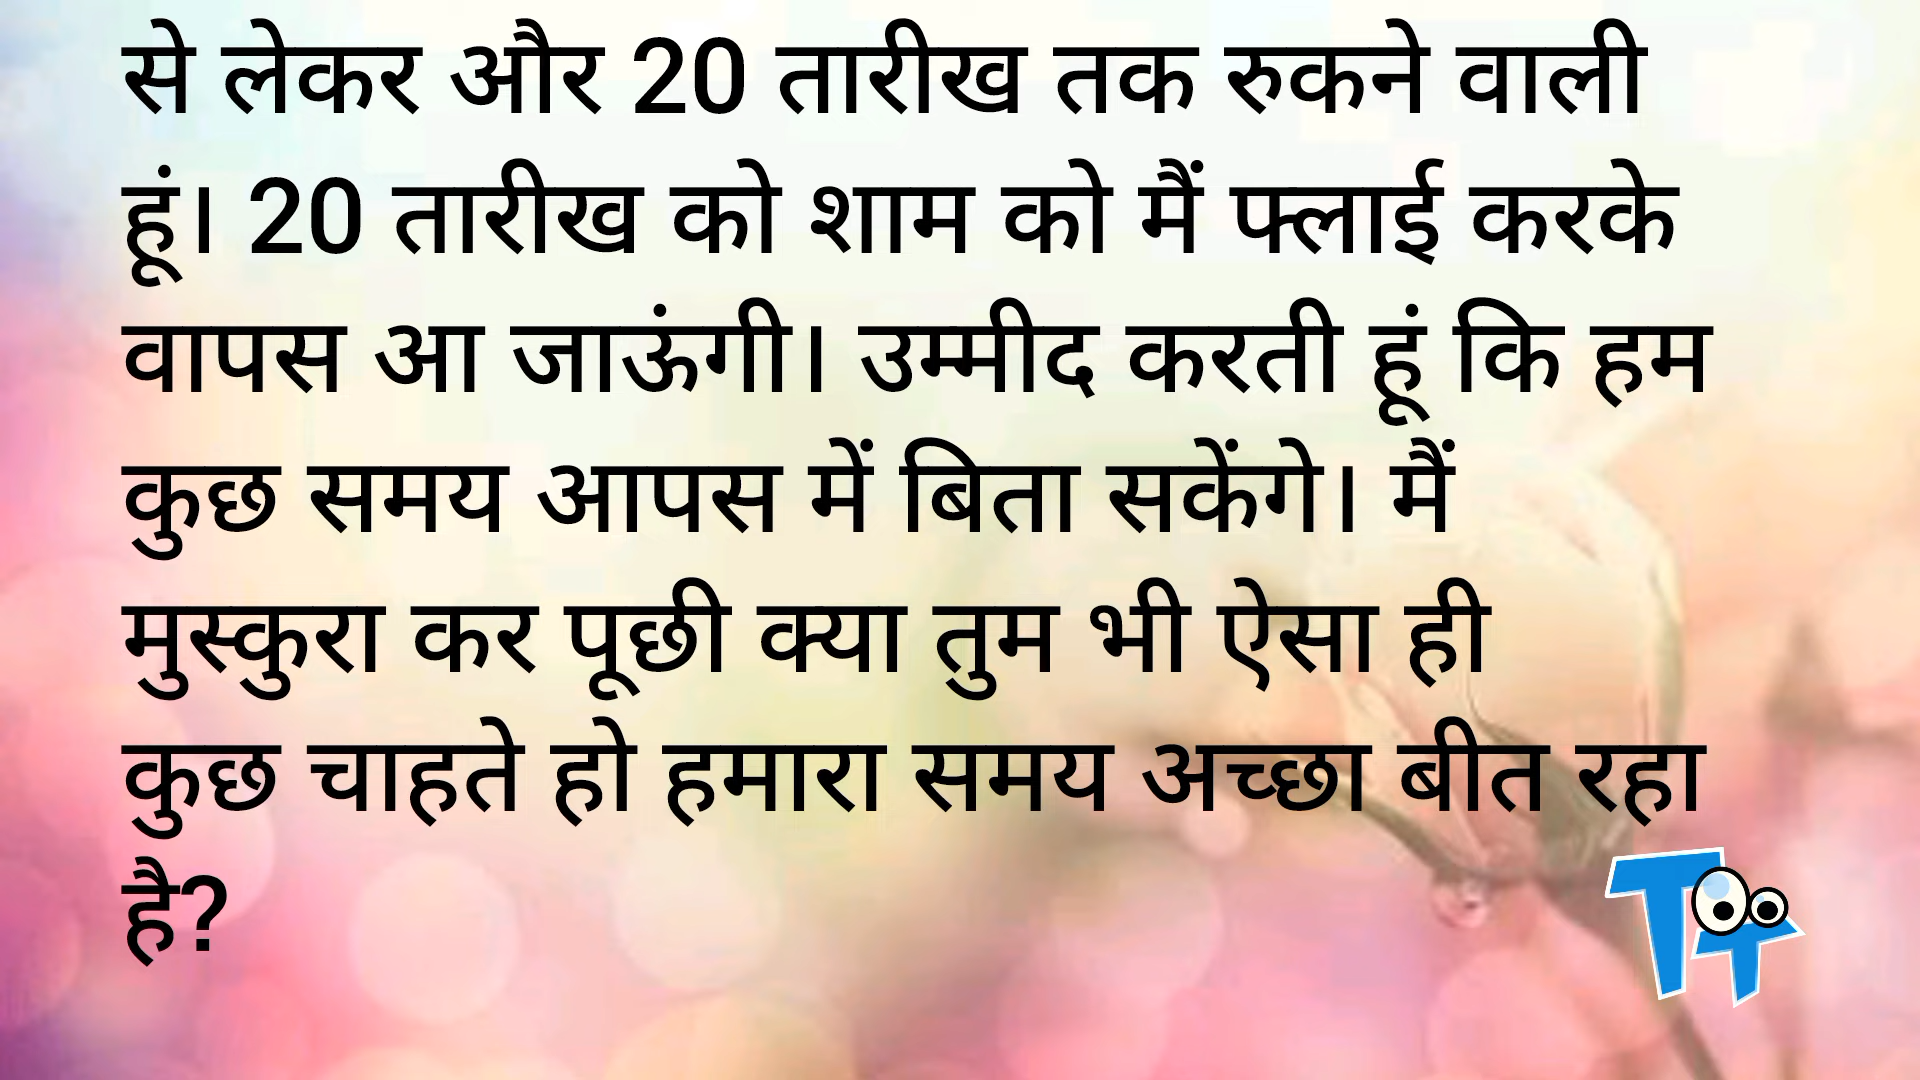 से लेकर और 20 तारीख तक रुकने वाली
हूं। 20 तारीख को शाम को मैं फ्लाई करके
वापस आ जाऊंगी। उम्मीद करती हूं कि हम
कुछ समय आपस में बिता सकेंगे। मैं
मुस्कुरा कर पूछी क्या तुम भी ऐसा ही
कुछ चाहते हो हमारा समय अच्छा बीत रहा
है?
TT